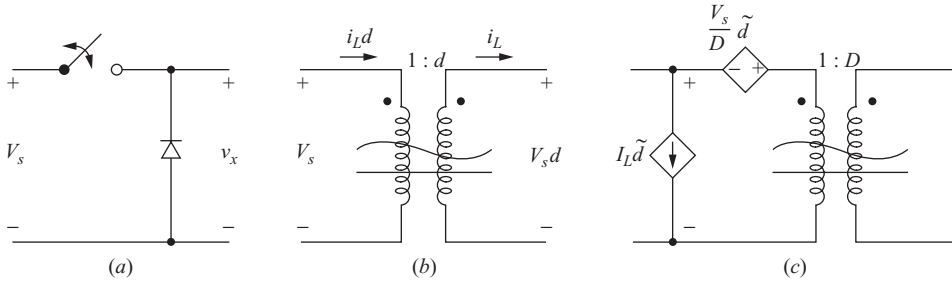 i_L d
i_L
V_s/D d̃
1 : d
1 : D
+ + + + − + + +
V_s
v_x
V_s
V_s d
I_L d̃
− − − − − −
(a)
(b)
(c)